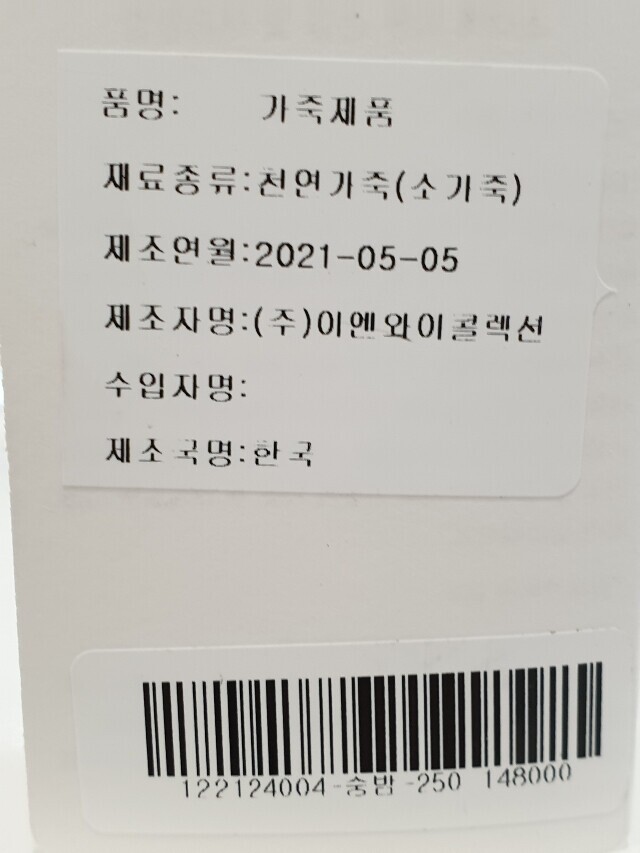 품명: 가죽제품
재료종류:천연가죽(소가죽)
제조연월:2021-05-05
제조자명:(주)이엔와이콜렉션
수입자명:
제조국명:한국
122124004-숭밤-250 148000